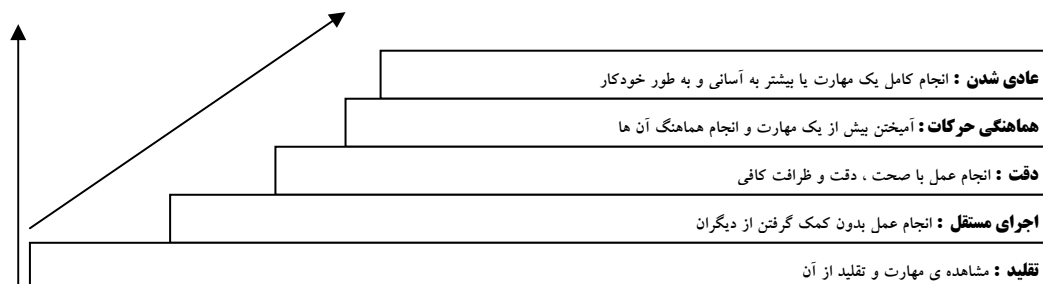 عادی شدن : انجام کامل یک مهارت یا بیشتر به آسانی و به طور خودکار
هماهنگی حرکات : آمیختن بیش از یک مهارت و انجام هماهنگ آن ها
دقت : انجام عمل با صحت ، دقت و ظرافت کافی
اجرای مستقل : انجام عمل بدون کمک گرفتن از دیگران
تقلید : مشاهده ی مهارت و تقلید از آن